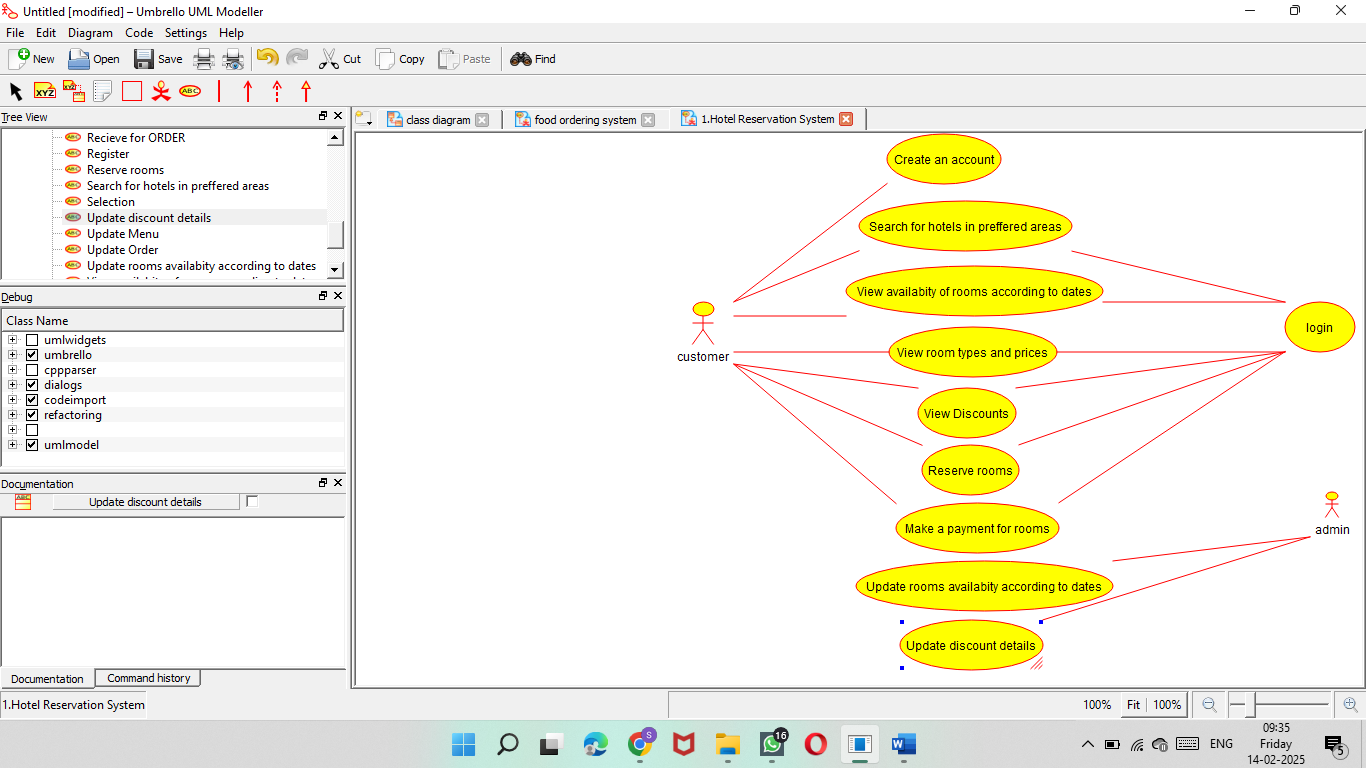 Untitled [modified] – Umbrello UML Modeller
File Edit Diagram Code Settings Help
New Open Save Cut Copy Paste Find
XYZ XYZ ABC
Tree View
Recieve for ORDER
Register
Reserve rooms
Search for hotels in preffered areas
Selection
Update discount details
Update Menu
Update Order
Update rooms availabity according to dates
Debug
Class Name
umlwidgets
umbrello
cppparser
dialogs
codeimport
refactoring
umlmodel
Documentation
Update discount details
Documentation Command history
class diagram food ordering system 1.Hotel Reservation System
Create an account
Search for hotels in preffered areas
View availabity of rooms according to dates
customer
login
View room types and prices
View Discounts
Reserve rooms
Make a payment for rooms
admin
Update rooms availabity according to dates
Update discount details
1.Hotel Reservation System
100% Fit 100%
S
16
W
ENG
09:35
Friday
14-02-2025
5